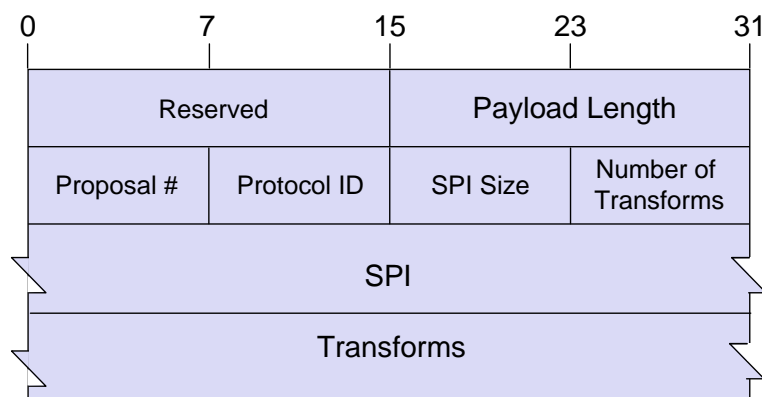 0 7 15 23 31
Reserved Payload Length
Proposal # Protocol ID SPI Size Number of
Transforms
SPI
Transforms